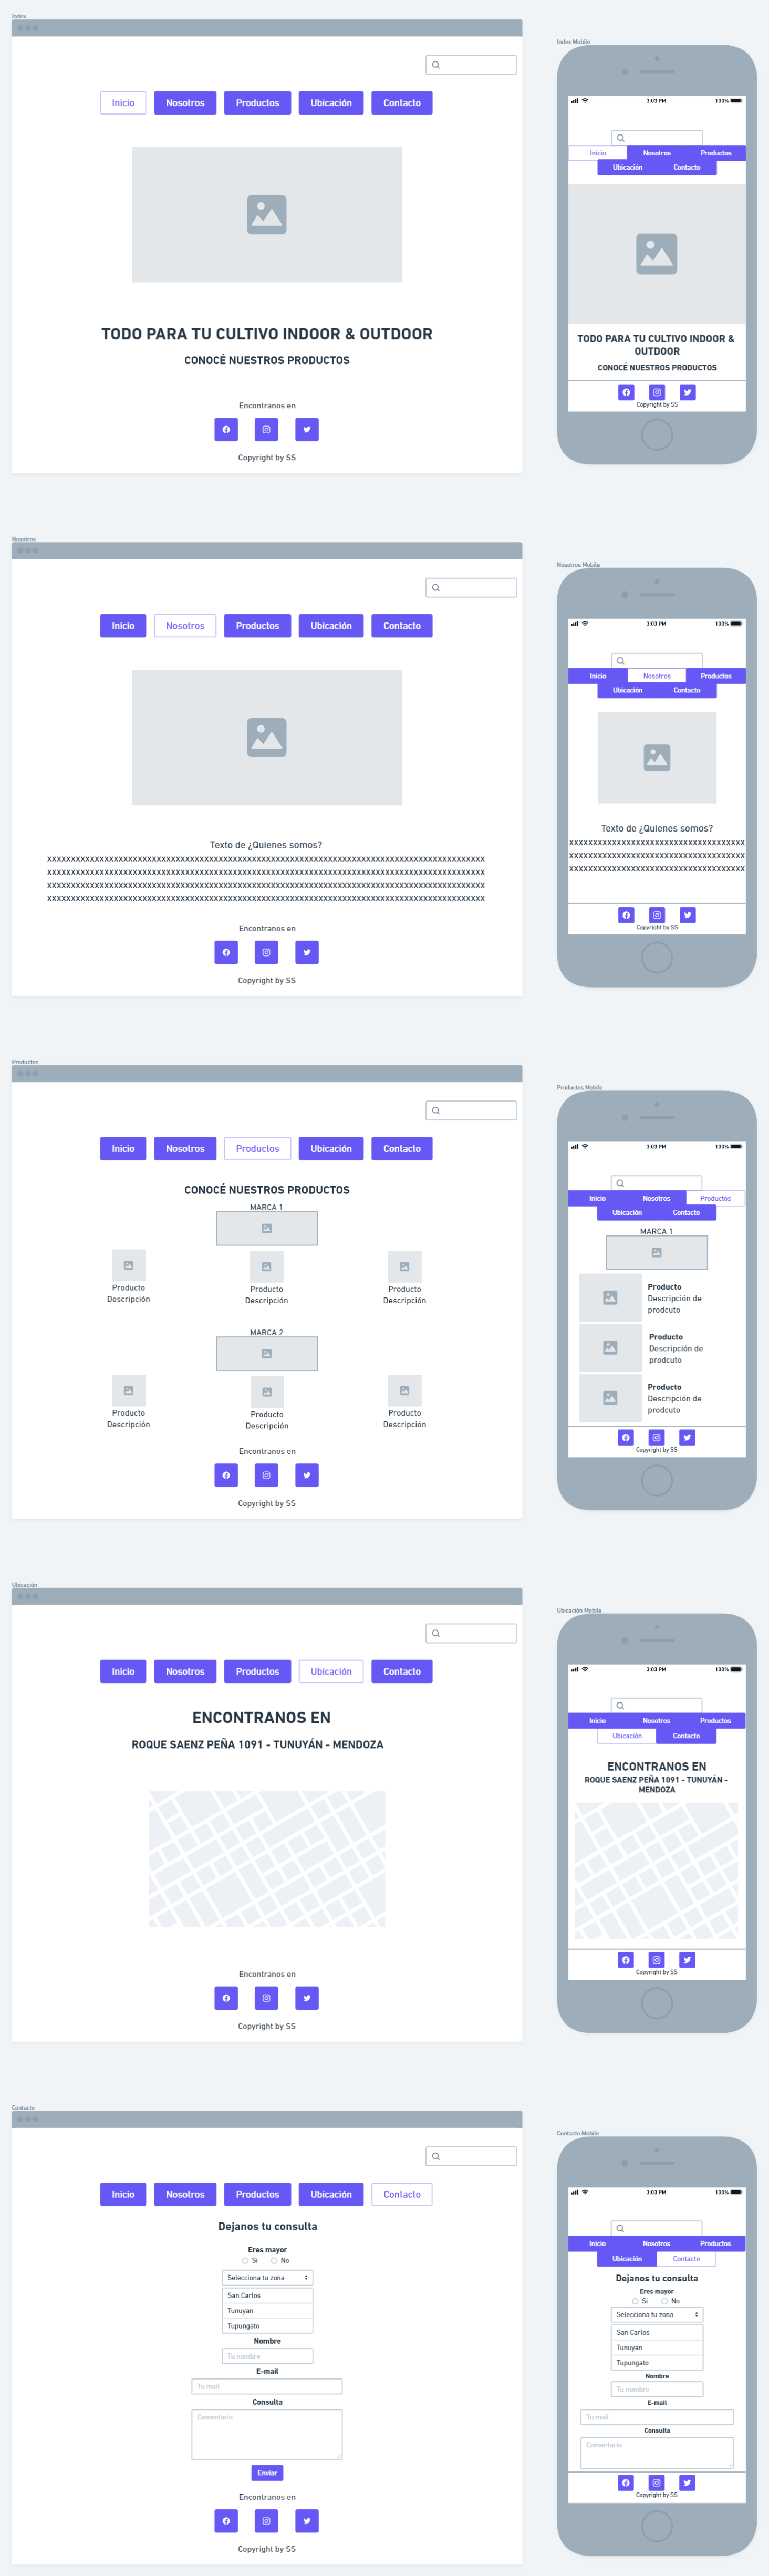 Index
Inicio
Nosotros
Productos
Ubicación
Contacto
TODO PARA TU CULTIVO INDOOR & OUTDOOR
CONOCÉ NUESTROS PRODUCTOS
Encontranos en
Copyright by SS
Index Mobile
3:03 PM
100%
Inicio
Nosotros
Productos
Ubicación
Contacto
TODO PARA TU CULTIVO INDOOR &
OUTDOOR
CONOCÉ NUESTROS PRODUCTOS
Copyright by SS
Nosotros
Inicio
Nosotros
Productos
Ubicación
Contacto
Texto de ¿Quienes somos?
Encontranos en
Copyright by SS
Nosotros Mobile
3:03 PM
100%
Inicio
Nosotros
Productos
Ubicación
Contacto
Texto de ¿Quienes somos?
Copyright by SS
Productos
Inicio
Nosotros
Productos
Ubicación
Contacto
CONOCÉ NUESTROS PRODUCTOS
MARCA 1
Producto
Descripción
Producto
Descripción
Producto
Descripción
MARCA 2
Producto
Descripción
Producto
Descripción
Producto
Descripción
Encontranos en
Copyright by SS
Productos Mobile
3:03 PM
100%
Inicio
Nosotros
Productos
Ubicación
Contacto
MARCA 1
Producto
Descripción de
prodcuto
Producto
Descripción de
prodcuto
Producto
Descripción de
prodcuto
Copyright by SS
Ubicación
Inicio
Nosotros
Productos
Ubicación
Contacto
ENCONTRANOS EN
ROQUE SAENZ PEÑA 1091 - TUNUYÁN - MENDOZA
Encontranos en
Copyright by SS
Ubicación Mobile
3:03 PM
100%
Inicio
Nosotros
Productos
Ubicación
Contacto
ENCONTRANOS EN
ROQUE SAENZ PEÑA 1091 - TUNUYÁN -
MENDOZA
Copyright by SS
Contacto
Inicio
Nosotros
Productos
Ubicación
Contacto
Dejanos tu consulta
Eres mayor
Si
No
Selecciona tu zona
San Carlos
Tunuyan
Tupungato
Nombre
Tu nombre
E-mail
Tu mail
Consulta
Comentario
Enviar
Encontranos en
Copyright by SS
Contacto Mobile
3:03 PM
100%
Inicio
Nosotros
Productos
Ubicación
Contacto
Dejanos tu consulta
Eres mayor
Si
No
Selecciona tu zona
San Carlos
Tunuyan
Tupungato
Nombre
Tu nombre
E-mail
Tu mail
Consulta
Comentario
Copyright by SS